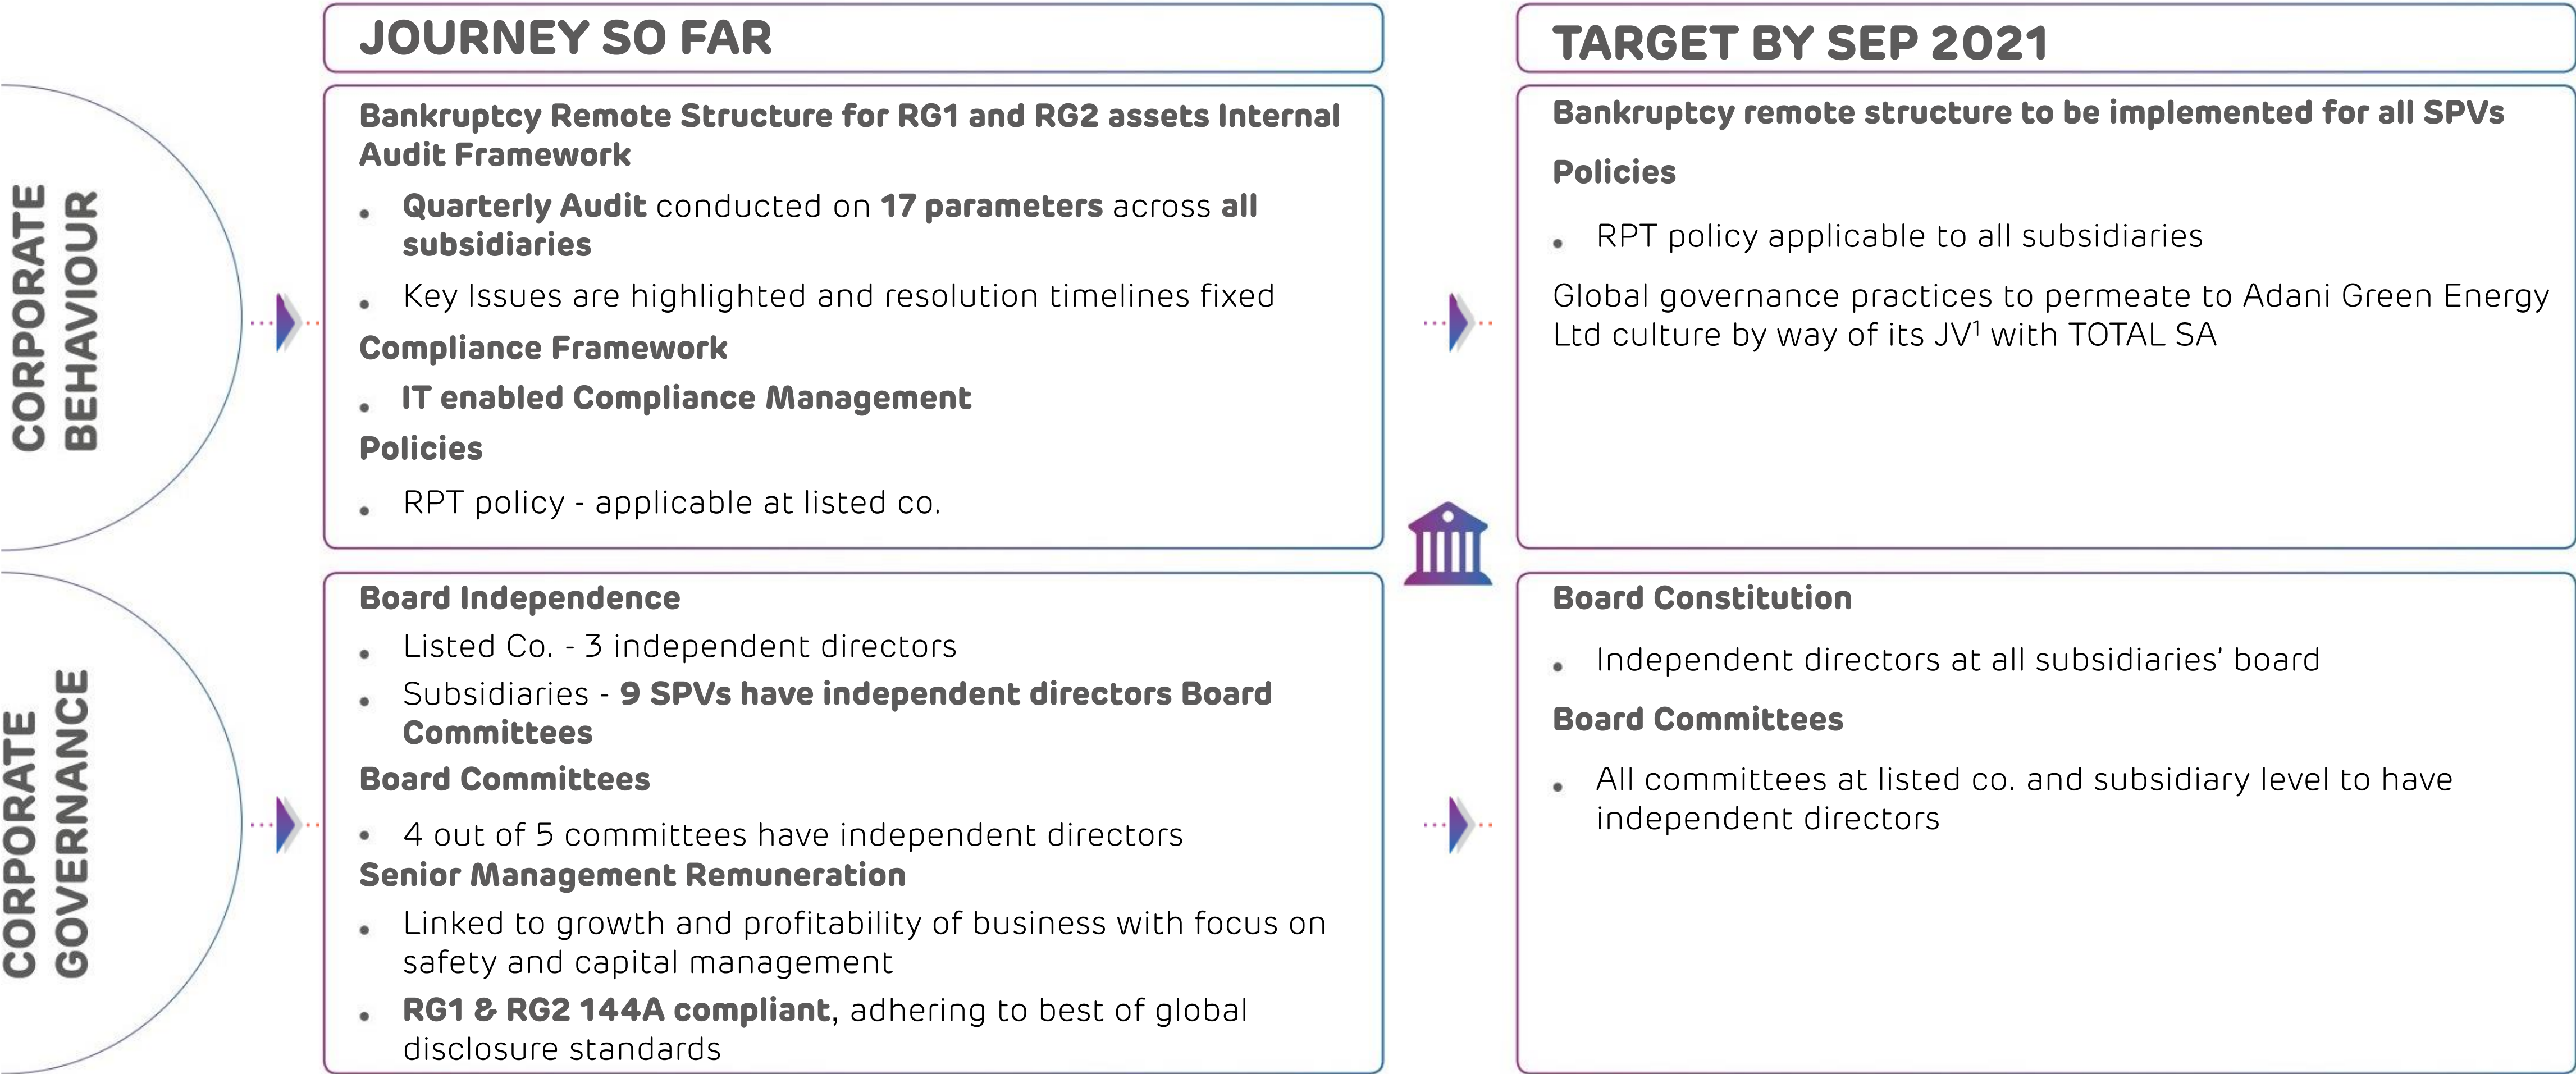 JOURNEY SO FAR
TARGET BY SEP 2021
CORPORATE
BEHAVIOUR
Bankruptcy Remote Structure for RG1 and RG2 assets Internal
Audit Framework
• Quarterly Audit conducted on 17 parameters across all
subsidiaries
• Key Issues are highlighted and resolution timelines fixed
Compliance Framework
• IT enabled Compliance Management
Policies
• RPT policy - applicable at listed co.
Bankruptcy remote structure to be implemented for all SPVs
Policies
• RPT policy applicable to all subsidiaries
Global governance practices to permeate to Adani Green Energy
Ltd culture by way of its JV¹ with TOTAL SA
CORPORATE
GOVERNANCE
Board Independence
• Listed Co. - 3 independent directors
• Subsidiaries - 9 SPVs have independent directors Board
Committees
Board Committees
• 4 out of 5 committees have independent directors
Senior Management Remuneration
• Linked to growth and profitability of business with focus on
safety and capital management
• RG1 & RG2 144A compliant, adhering to best of global
disclosure standards
Board Constitution
• Independent directors at all subsidiaries’ board
Board Committees
• All committees at listed co. and subsidiary level to have
independent directors